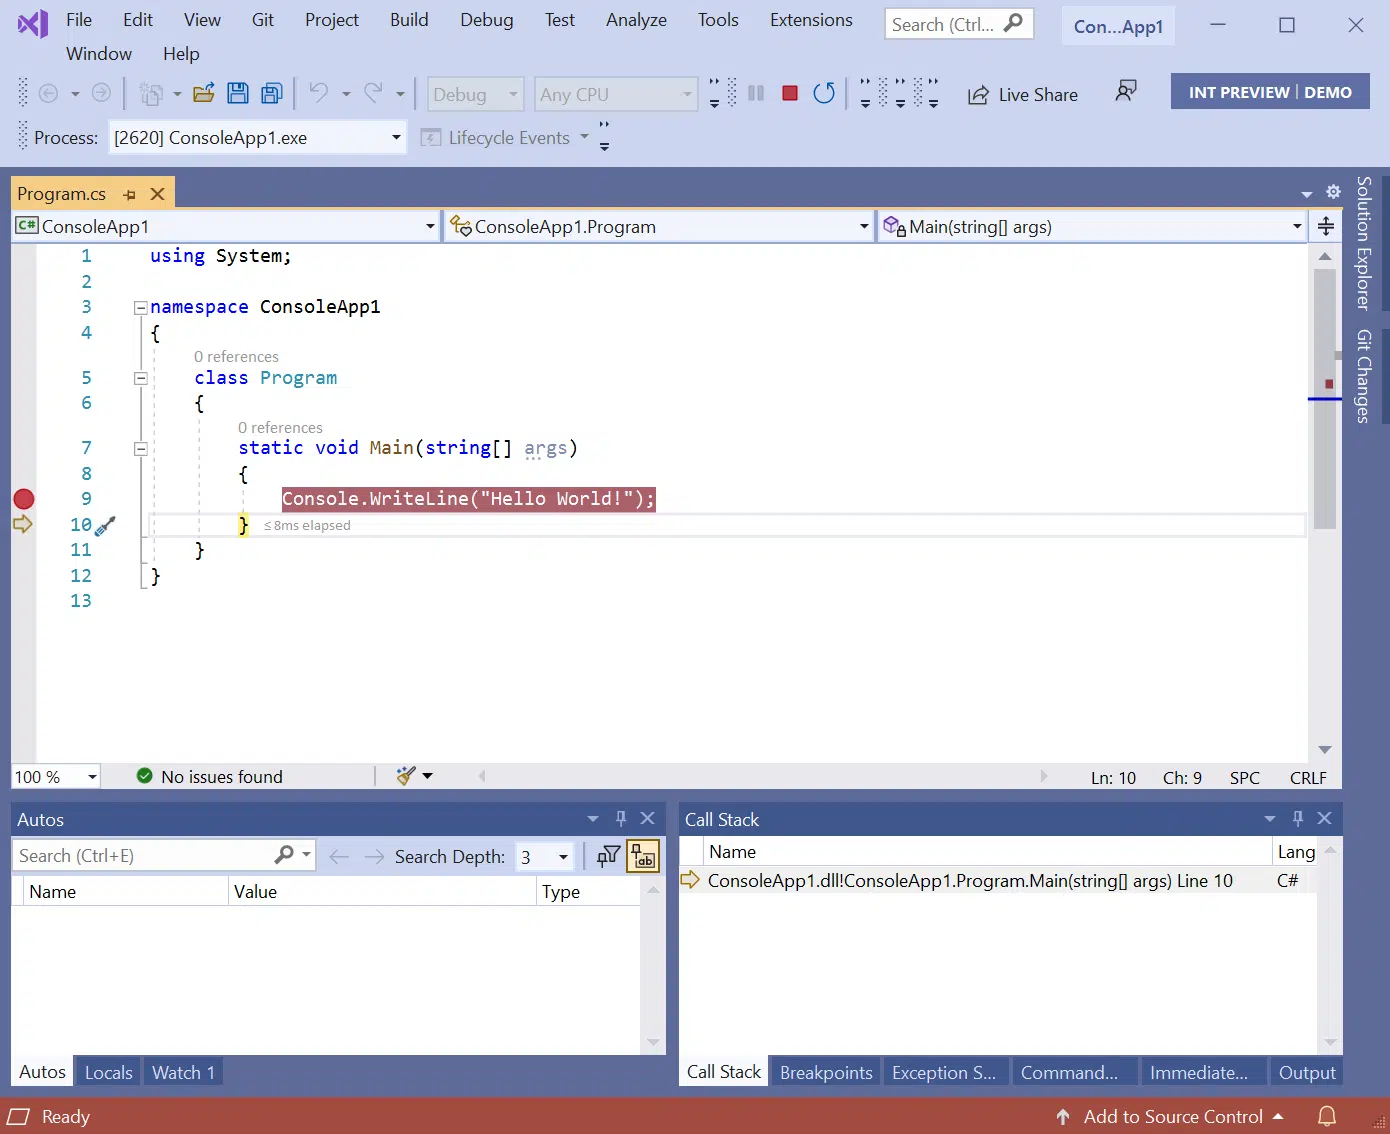 File Edit View Git Project Build Debug Test Analyze Tools Extensions Search (Ctrl... Con...App1
Window Help
Debug Any CPU Live Share INT PREVIEW | DEMO
Process: [2620] ConsoleApp1.exe Lifecycle Events
Program.cs
C# ConsoleApp1 ConsoleApp1.Program Main(string[] args)
Solution Explorer
Git Changes
1 using System;
2
3 namespace ConsoleApp1
4 {
0 references
5 class Program
6 {
0 references
7 static void Main(string[] args)
8 {
9 Console.WriteLine("Hello World!");
10 } ≤8ms elapsed
11 }
12 }
13
100 % No issues found Ln: 10 Ch: 9 SPC CRLF
Autos
Search (Ctrl+E) Search Depth: 3
Name Value Type
Autos Locals Watch 1
Call Stack
Name Lang
ConsoleApp1.dll!ConsoleApp1.Program.Main(string[] args) Line 10 C#
Call Stack Breakpoints Exception S... Command... Immediate... Output
Ready Add to Source Control